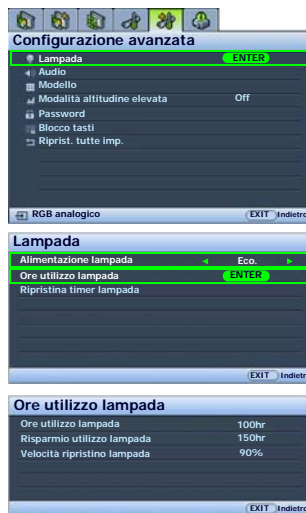 Configurazione avanzata
Lampada ENTER
Audio
Modello
Modalità altitudine elevata Off
Password
Blocco tasti
Riprist. tutte imp.
RGB analogico EXIT Indietro
Lampada
Alimentazione lampada Eco.
Ore utilizzo lampada ENTER
Ripristina timer lampada
EXIT Indietr
Ore utilizzo lampada
Ore utilizzo lampada 100hr
Risparmio utilizzo lampada 150hr
Velocità ripristino lampada 90%
EXIT Indietro